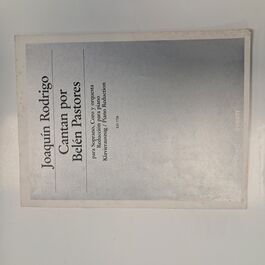 Joaquín Rodrigo
Cantan por
Belén Pastores
para Soprano, Coro y orquesta
Reducción para piano
Klavierauszug / Piano Reduction